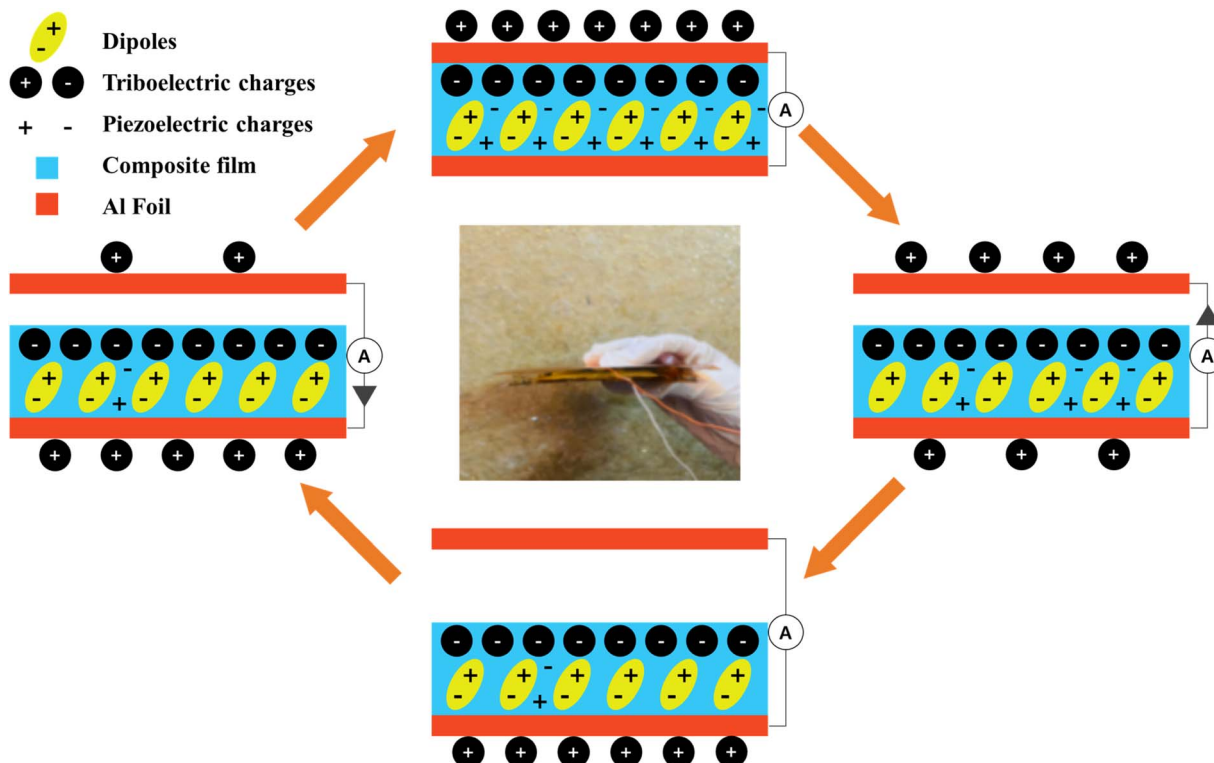 Dipoles
Triboelectric charges
Piezoelectric charges
Composite film
Al Foil
A
A
A
A